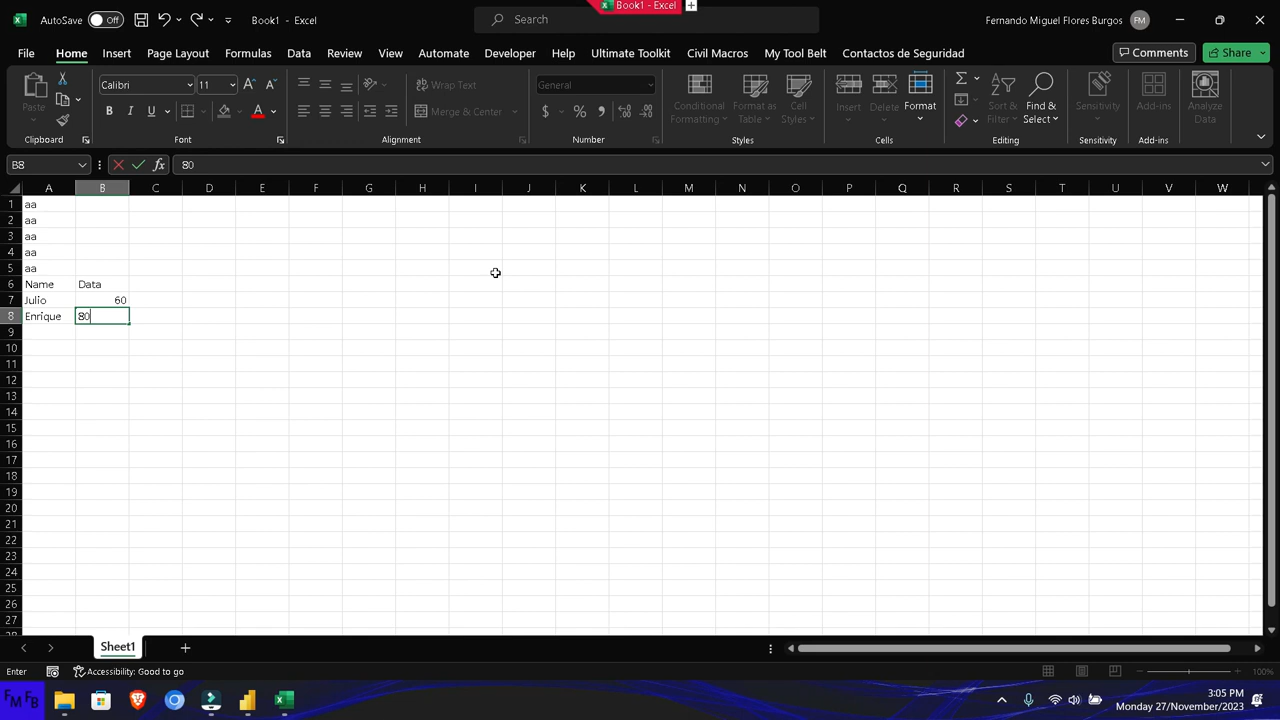 Book1 - Excel
AutoSave Off Book1 - Excel Search Fernando Miguel Flores Burgos FM
File Home Insert Page Layout Formulas Data Review View Automate Developer Help Ultimate Toolkit Civil Macros My Tool Belt Contactos de Seguridad Comments Share
Paste
Calibri 11
B I U A
Wrap Text
Merge & Center
General
$ % ,
Conditional Formatting
Format as Table
Cell Styles
Insert Delete Format
Sort & Filter
Find & Select
Sensitivity
Add-ins
Analyze Data
Clipboard Font Alignment Number Styles Cells Editing Sensitivity Add-ins
B8 fx 80
A B C D E F G H I J K L M N O P Q R S T U V W
1 aa
2 aa
3 aa
4 aa
5 aa
6 Name Data
7 Julio 60
8 Enrique 80
9
10
11
12
13
14
15
16
17
18
19
20
21
22
23
24
25
26
27
28
Sheet1
Enter Accessibility: Good to go 100%
FM FB 3:05 PM
Monday 27/November/2023